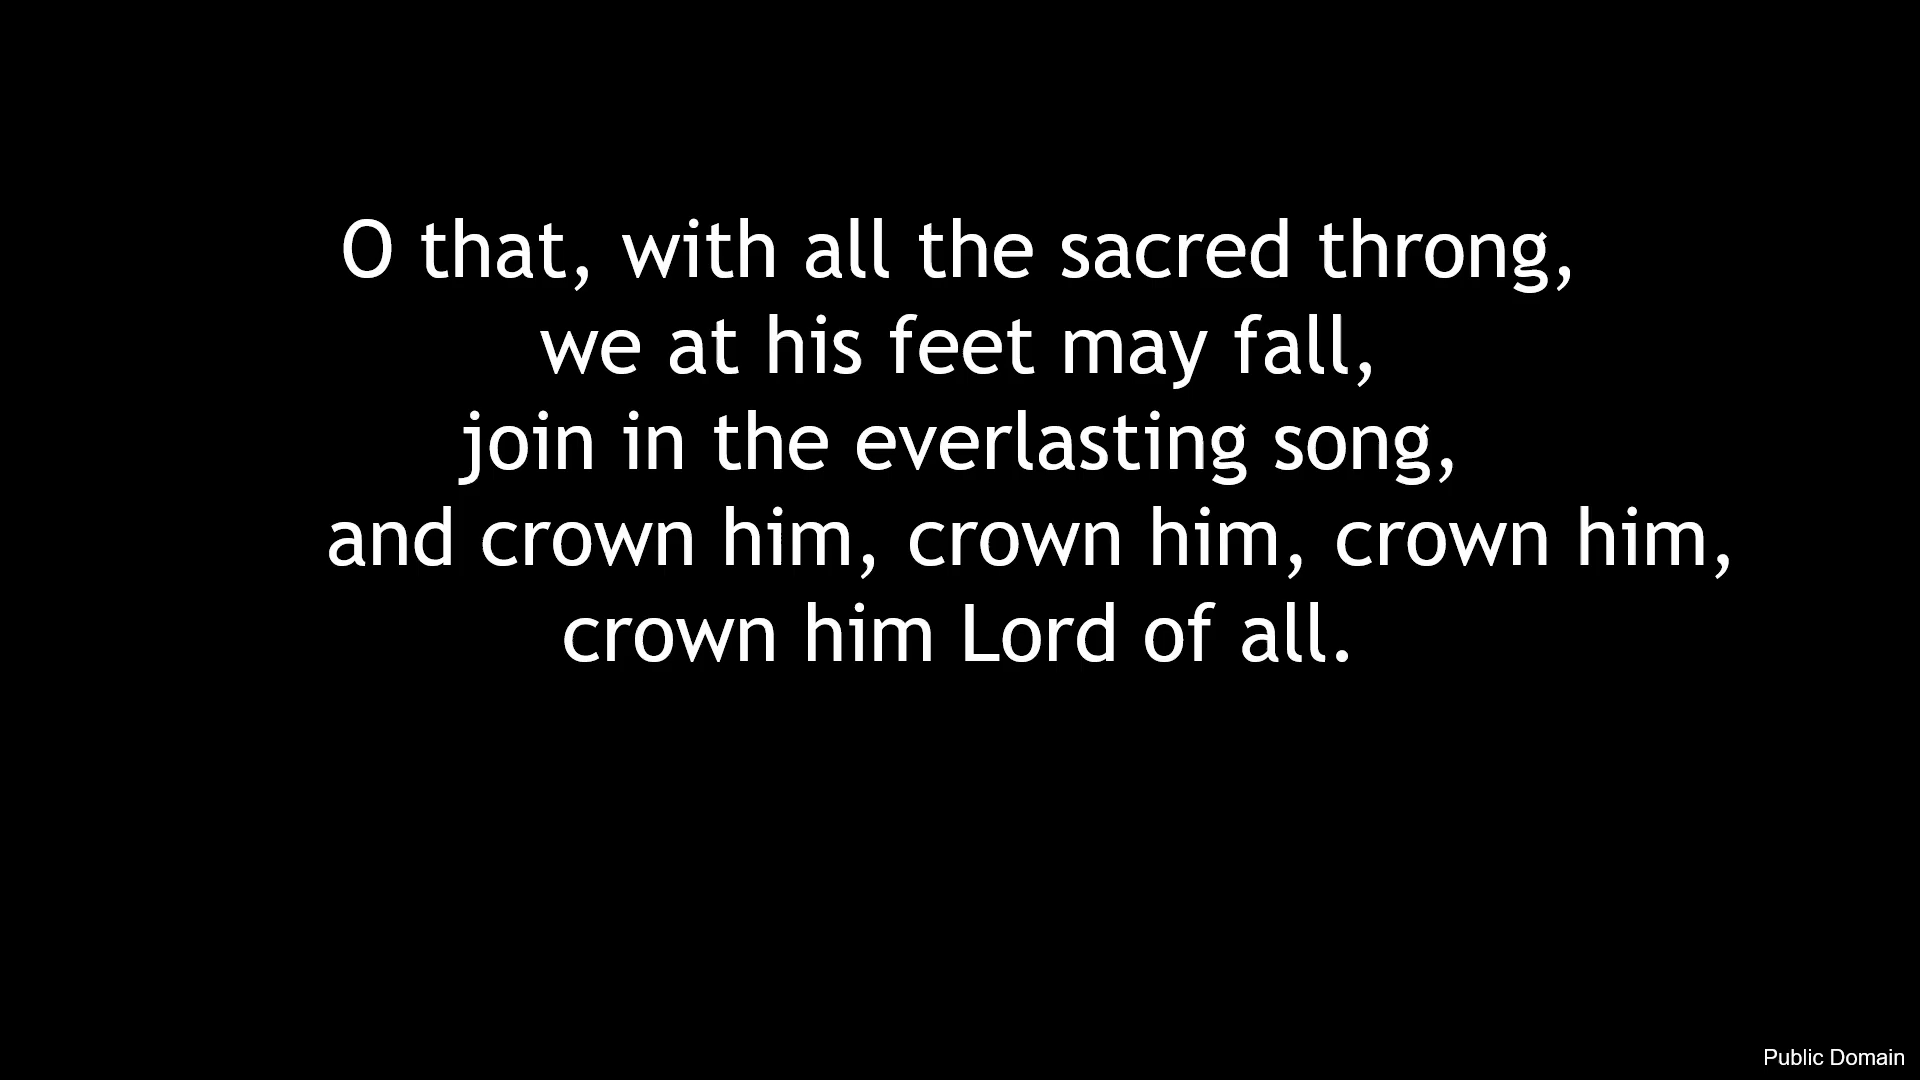 O that, with all the sacred throng,
we at his feet may fall,
join in the everlasting song,
and crown him, crown him, crown him,
crown him Lord of all.
Public Domain